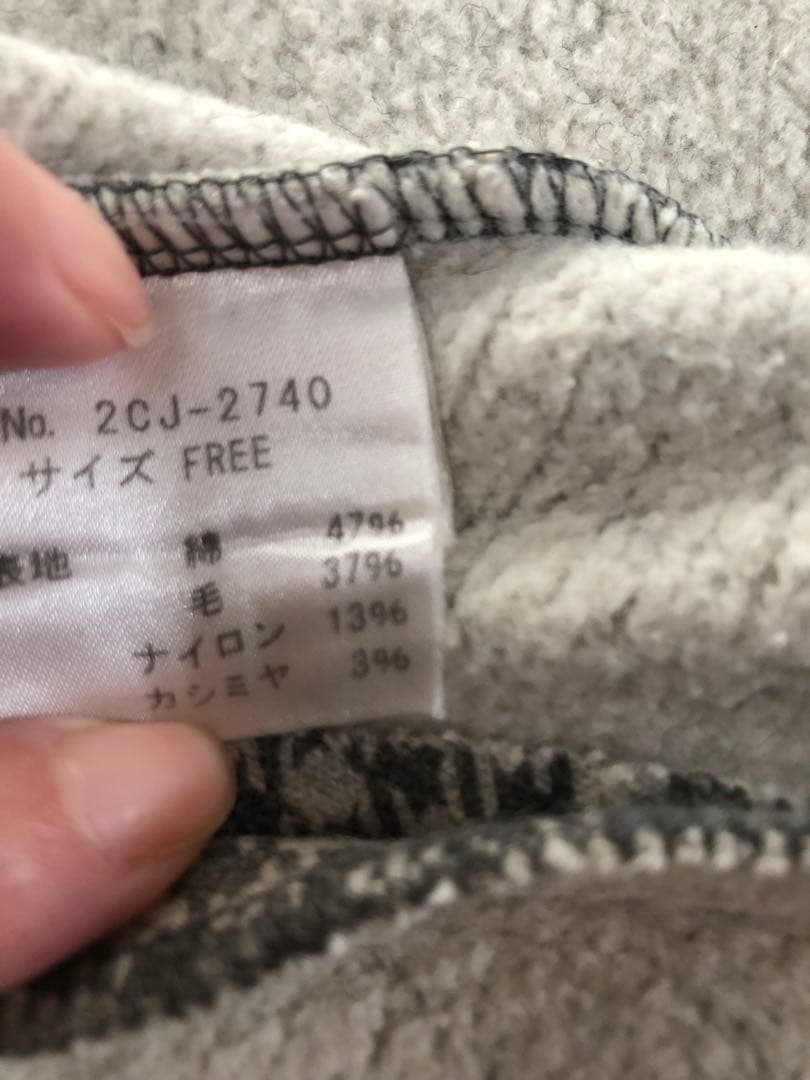 No. 2CJ-2740
サイズ FREE
表地 綿 47%
毛 37%
ナイロン 13%
カシミヤ 3%